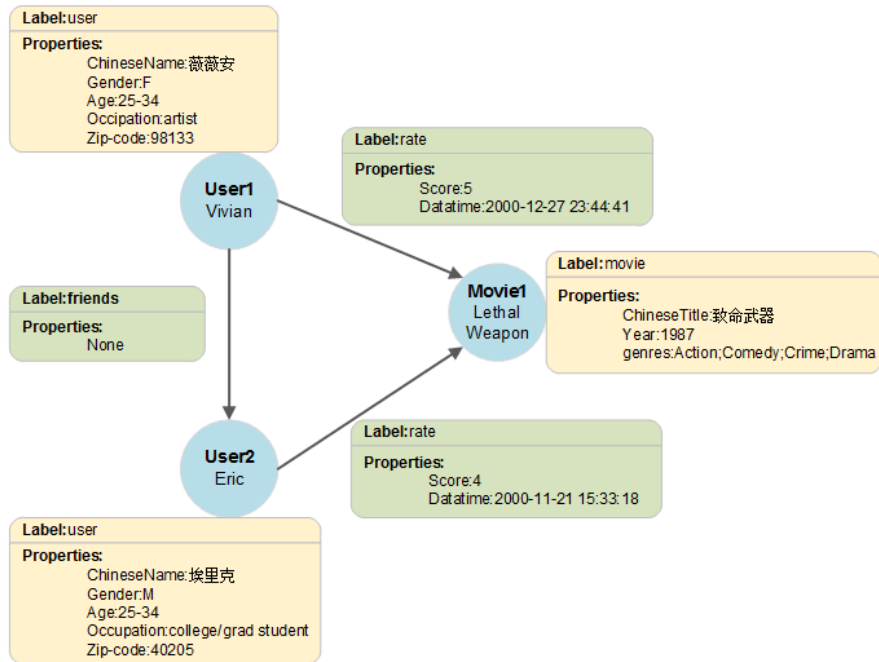 Label:user
Properties:
ChineseName:薇薇安
Gender:F
Age:25-34
Occipation:artist
Zip-code:98133
User1
Vivian
Label:rate
Properties:
Score:5
Datatime:2000-12-27 23:44:41
Label:friends
Properties:
None
Movie1
Lethal
Weapon
Label:movie
Properties:
ChineseTitle:致命武器
Year:1987
genres:Action;Comedy;Crime;Drama
User2
Eric
Label:rate
Properties:
Score:4
Datatime:2000-11-21 15:33:18
Label:user
Properties:
ChineseName:埃里克
Gender:M
Age:25-34
Occupation:college/grad student
Zip-code:40205